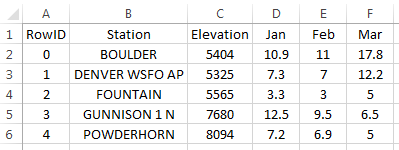 A B C D E F
1 RowID Station Elevation Jan Feb Mar
2 0 BOULDER 5404 10.9 11 17.8
3 1 DENVER WSFO AP 5325 7.3 7 12.2
4 2 FOUNTAIN 5565 3.3 3 5
5 3 GUNNISON 1 N 7680 12.5 9.5 6.5
6 4 POWDERHORN 8094 7.2 6.9 5